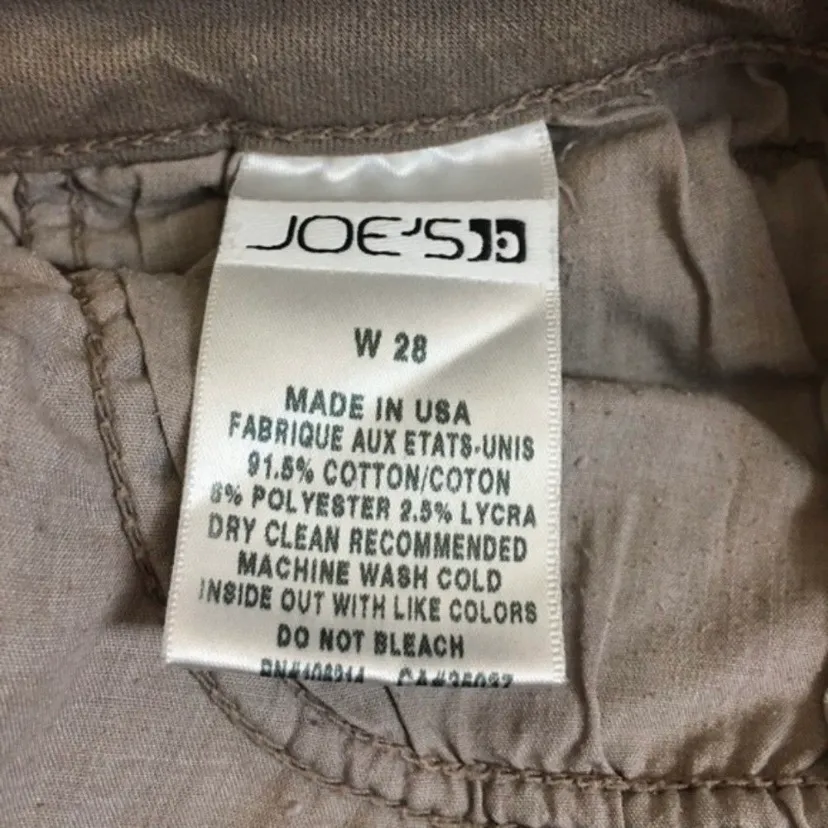 JOE'S
W 28
MADE IN USA
FABRIQUE AUX ETATS-UNIS
91.5% COTTON/COTON
6% POLYESTER 2.5% LYCRA
DRY CLEAN RECOMMENDED
MACHINE WASH COLD
INSIDE OUT WITH LIKE COLORS
DO NOT BLEACH